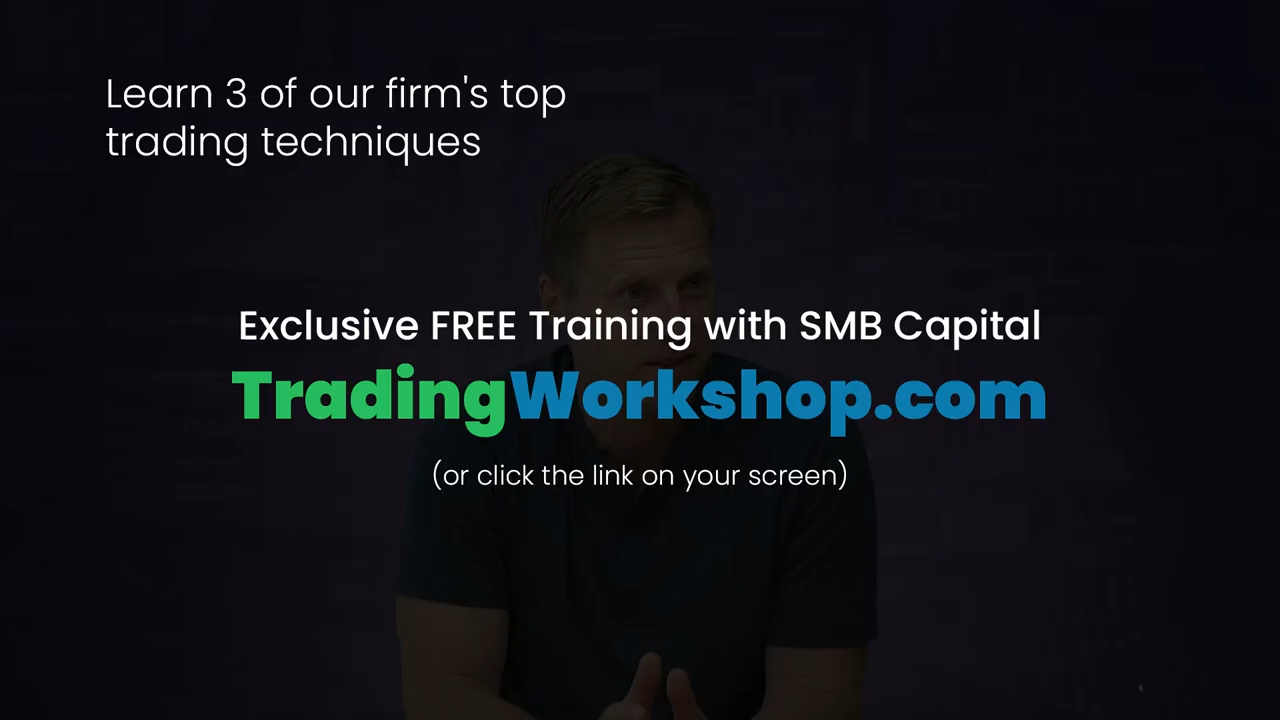 Learn 3 of our firm's top
trading techniques
Exclusive FREE Training with SMB Capital
TradingWorkshop.com
(or click the link on your screen)